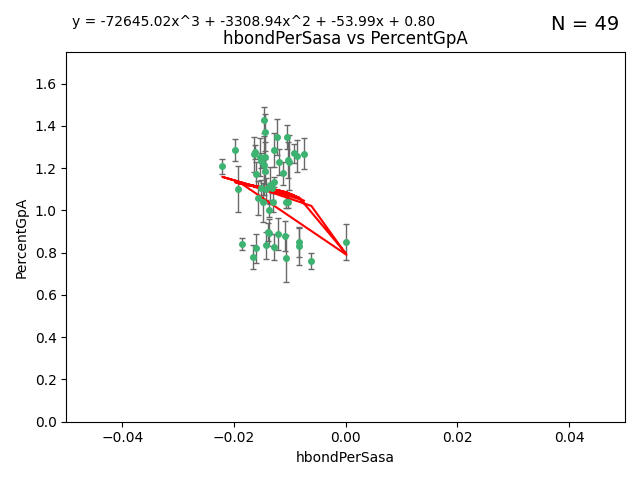 y = -72645.02x^3 + -3308.94x^2 + -53.99x + 0.80
N = 49
hbondPerSasa vs PercentGpA
1.6
1.4
1.2
1.0
0.8
0.6
0.4
0.2
0.0
PercentGpA
−0.04 −0.02 0.00 0.02 0.04
hbondPerSasa